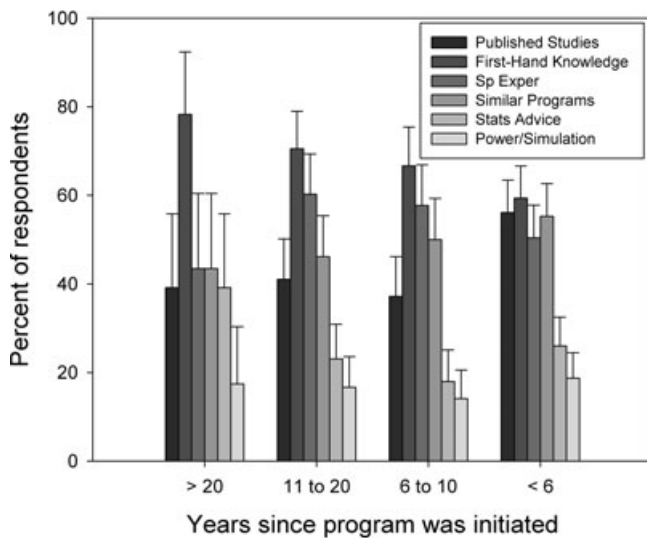 100
80
60
40
20
0
Percent of respondents
Published Studies
First-Hand Knowledge
Sp Exper
Similar Programs
Stats Advice
Power/Simulation
> 20
11 to 20
6 to 10
< 6
Years since program was initiated